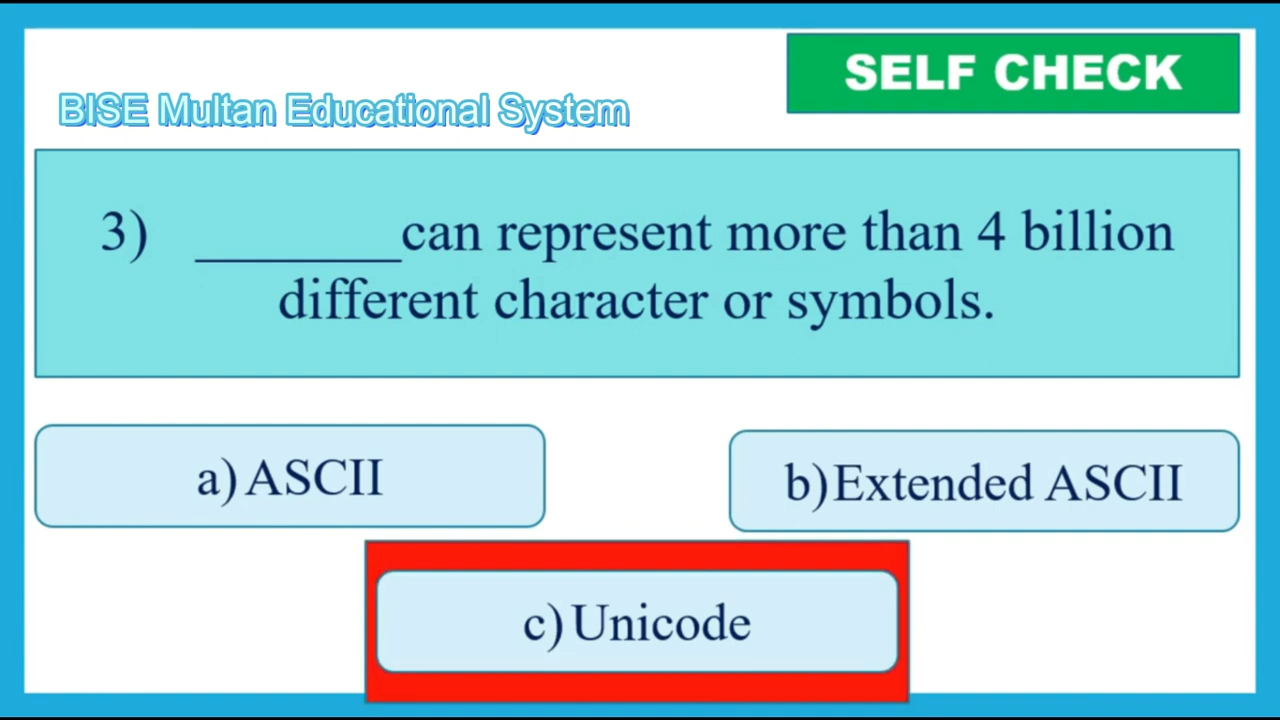 SELF CHECK
BISE Multan Educational System
3) ________can represent more than 4 billion
different character or symbols.
a) ASCII
b) Extended ASCII
c) Unicode